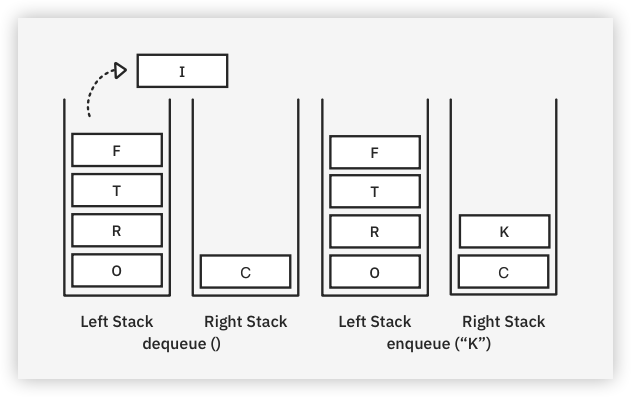 I
F
T
R
O
C
Left Stack
Right Stack
dequeue ()
F
T
R
O
K
C
Left Stack
Right Stack
enqueue (“K”)